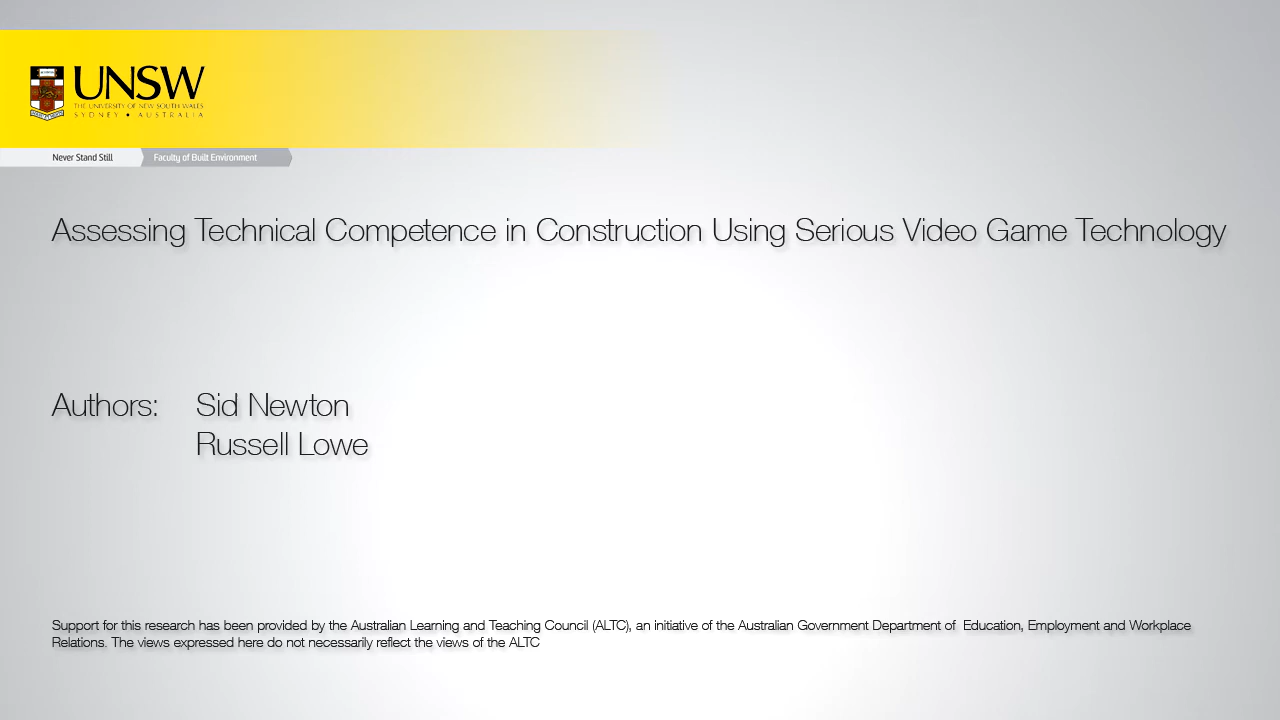 UNSW
THE UNIVERSITY OF NEW SOUTH WALES
SYDNEY • AUSTRALIA
Never Stand Still Faculty of Built Environment
Assessing Technical Competence in Construction Using Serious Video Game Technology
Authors: Sid Newton
Russell Lowe
Support for this research has been provided by the Australian Learning and Teaching Council (ALTC), an initiative of the Australian Government Department of Education, Employment and Workplace
Relations. The views expressed here do not necessarily reflect the views of the ALTC